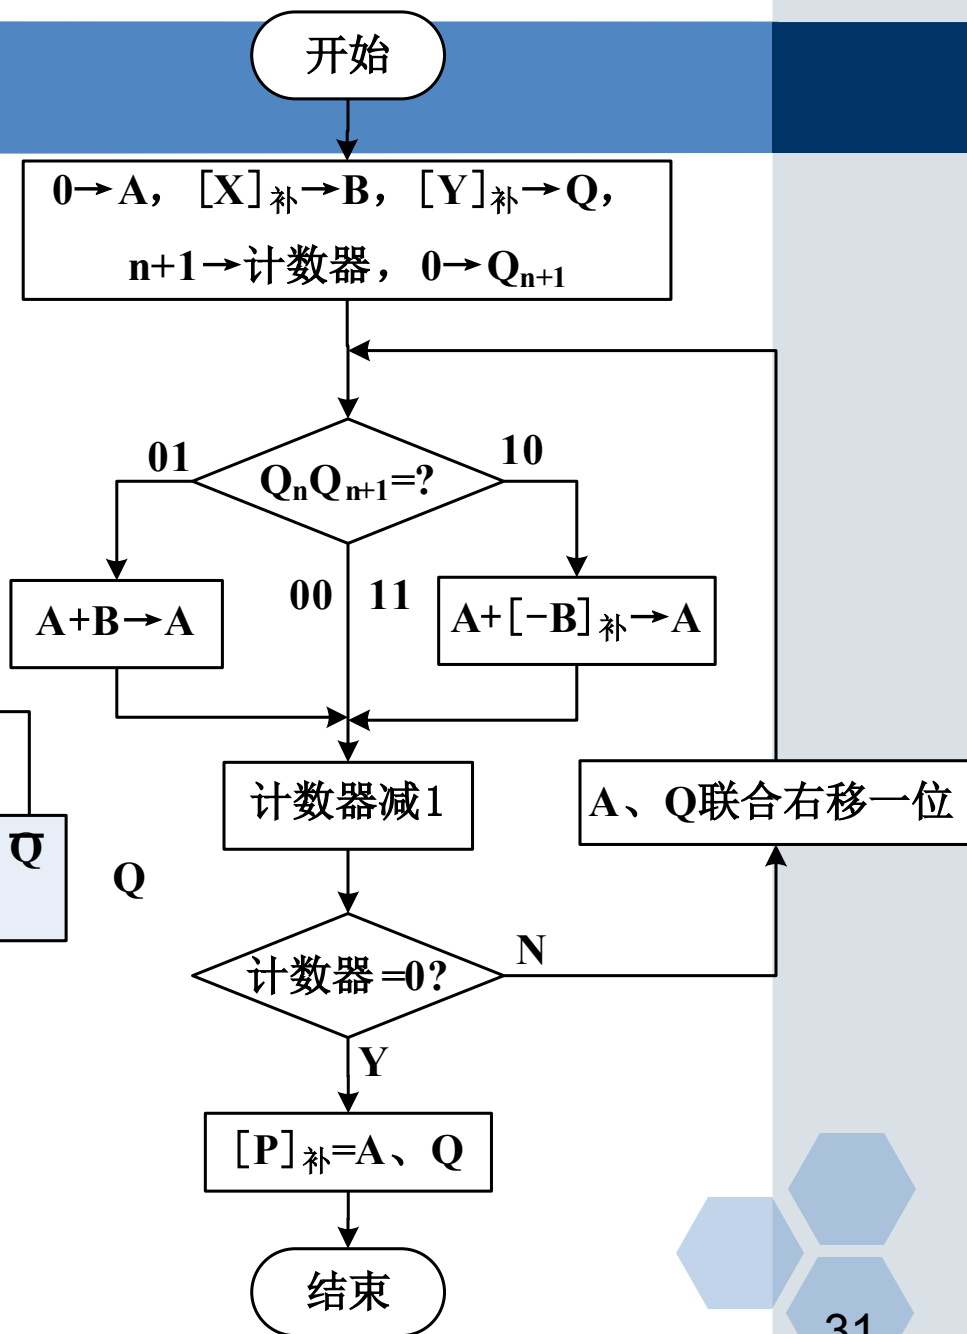 开始
0→A，[X]补→B，[Y]补→Q，
n+1→计数器，0→Qn+1
01
10
QnQn+1=?
00 11
A+B→A
A+[-B]补→A
计数器减1
A、Q联合右移一位
Q̅
Q
计数器=0?
N
Y
[P]补=A、Q
结束
31